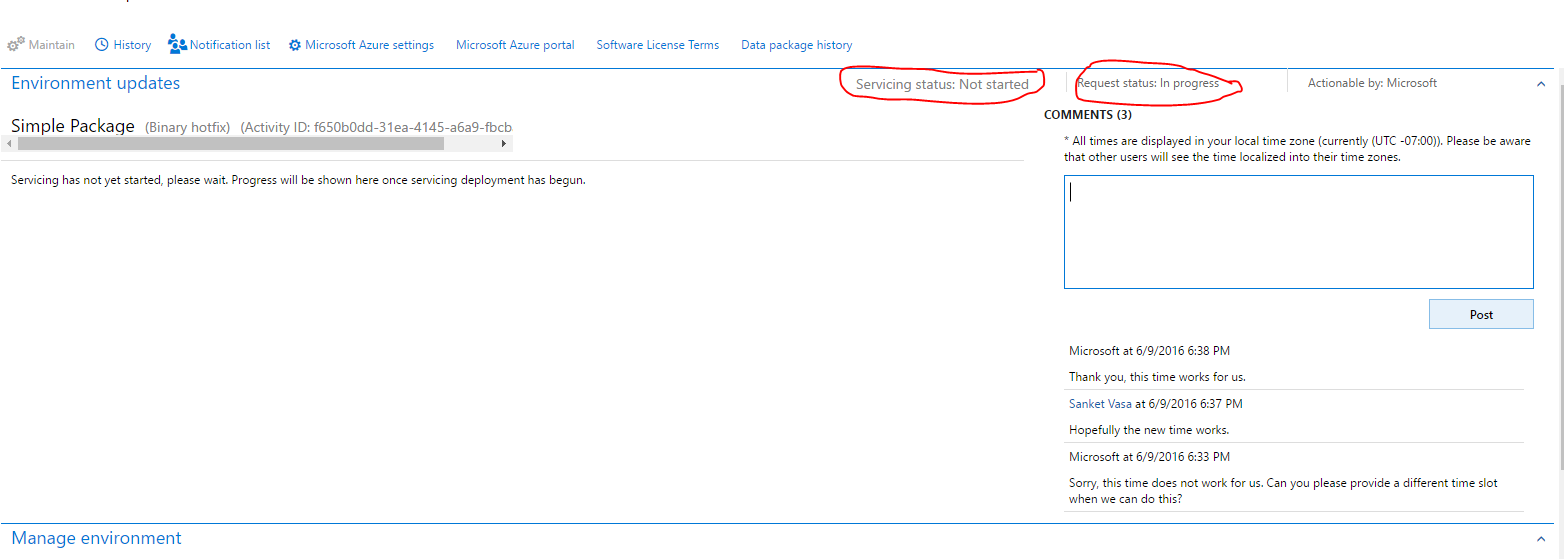 Maintain History Notification list Microsoft Azure settings Microsoft Azure portal Software License Terms Data package history
Environment updates Servicing status: Not started Request status: In progress Actionable by: Microsoft
Simple Package (Binary hotfix) (Activity ID: f650b0dd-31ea-4145-a6a9-fbcb
Servicing has not yet started, please wait. Progress will be shown here once servicing deployment has begun.
COMMENTS (3)
* All times are displayed in your local time zone (currently (UTC -07:00)). Please be aware
that other users will see the time localized into their time zones.
Post
Microsoft at 6/9/2016 6:38 PM
Thank you, this time works for us.
Sanket Vasa at 6/9/2016 6:37 PM
Hopefully the new time works.
Microsoft at 6/9/2016 6:33 PM
Sorry, this time does not work for us. Can you please provide a different time slot
when we can do this?
Manage environment